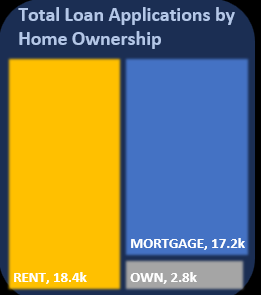 Total Loan Applications by
Home Ownership
MORTGAGE, 17.2k
RENT, 18.4k
OWN, 2.8k